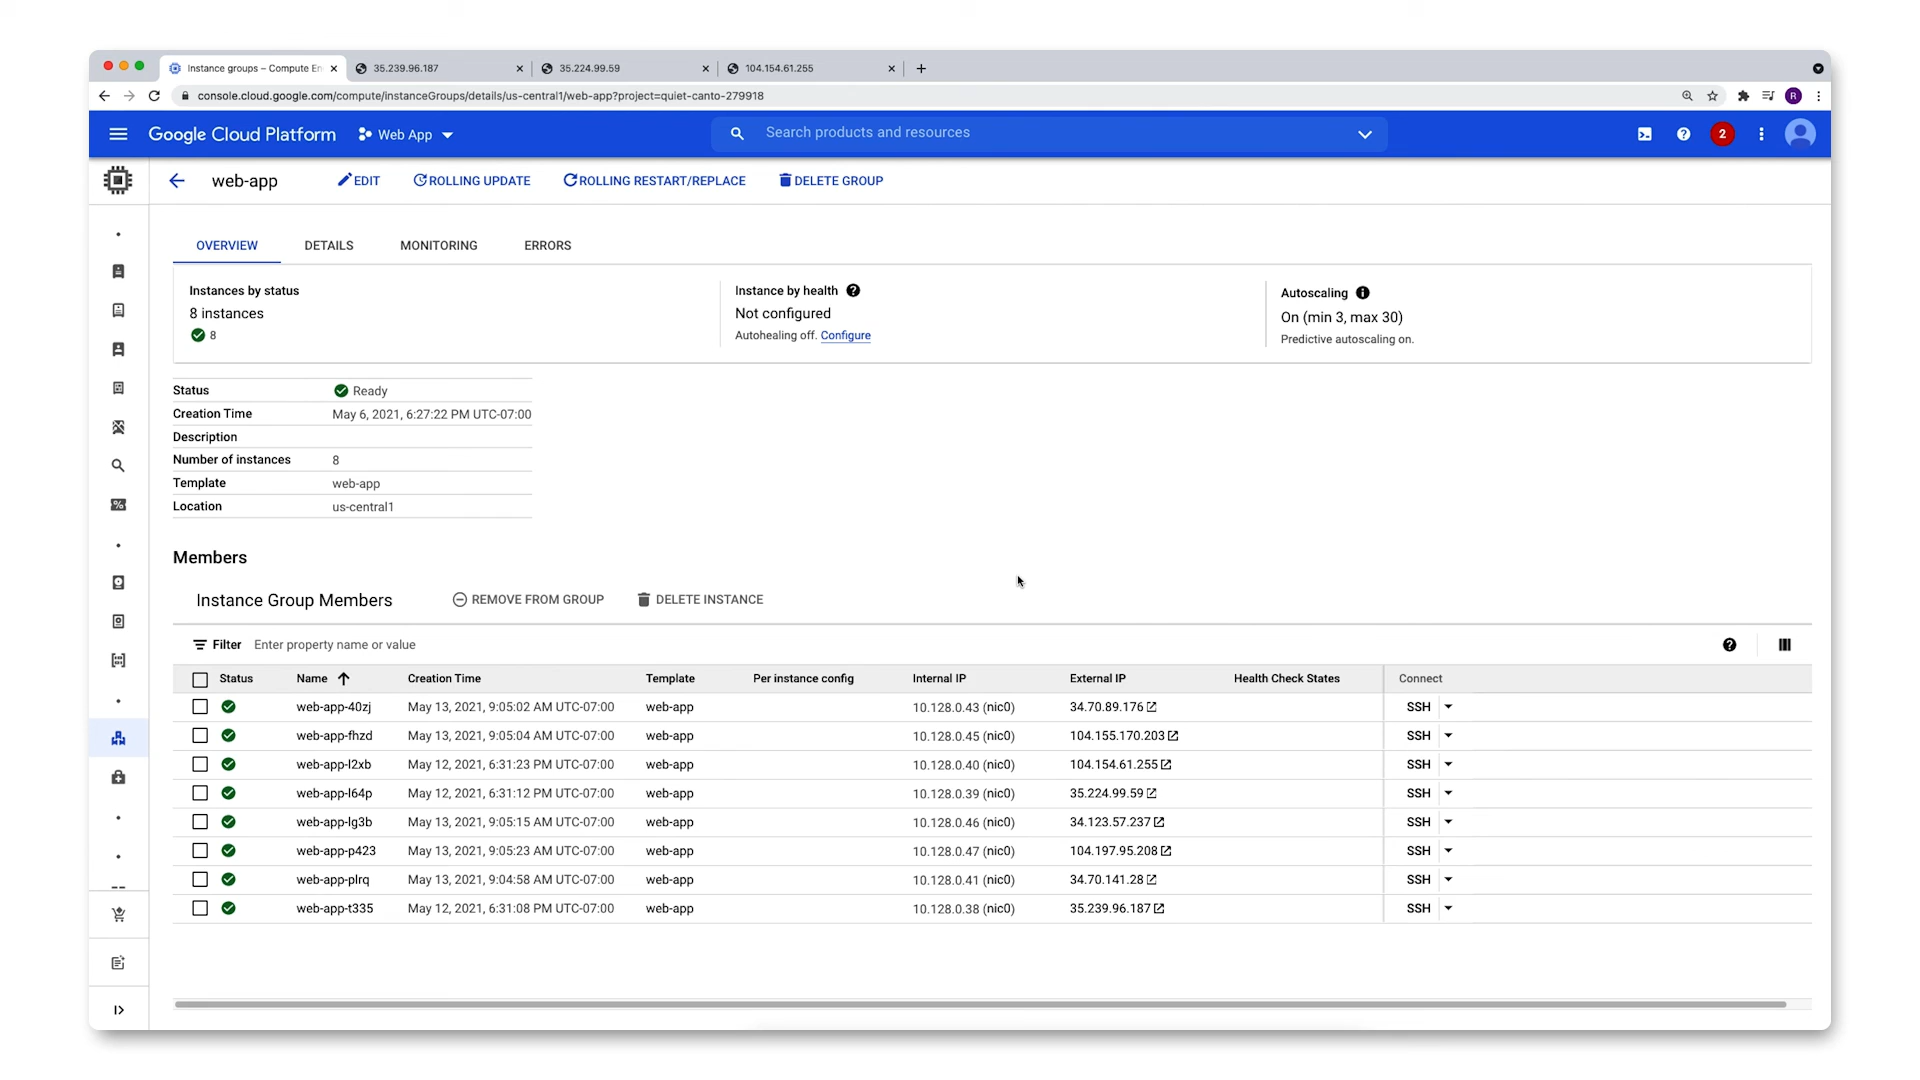 Instance groups – Compute En
35.239.96.187
35.224.99.59
104.154.61.255
console.cloud.google.com/compute/instanceGroups/details/us-central1/web-app?project=quiet-canto-279918
R
Google Cloud Platform
Web App
Search products and resources
2
web-app
EDIT
ROLLING UPDATE
ROLLING RESTART/REPLACE
DELETE GROUP
OVERVIEW
DETAILS
MONITORING
ERRORS
Instances by status
8 instances
8
Instance by health
Not configured
Autohealing off. Configure
Autoscaling
On (min 3, max 30)
Predictive autoscaling on.
Status Ready
Creation Time May 6, 2021, 6:27:22 PM UTC-07:00
Description
Number of instances 8
Template web-app
Location us-central1
Members
Instance Group Members
REMOVE FROM GROUP
DELETE INSTANCE
Filter Enter property name or value
Status Name Creation Time Template Per instance config Internal IP External IP Health Check States Connect
web-app-40zj May 13, 2021, 9:05:02 AM UTC-07:00 web-app 10.128.0.43 (nic0) 34.70.89.176 SSH
web-app-fhzd May 13, 2021, 9:05:04 AM UTC-07:00 web-app 10.128.0.45 (nic0) 104.155.170.203 SSH
web-app-l2xb May 12, 2021, 6:31:23 PM UTC-07:00 web-app 10.128.0.40 (nic0) 104.154.61.255 SSH
web-app-l64p May 12, 2021, 6:31:12 PM UTC-07:00 web-app 10.128.0.39 (nic0) 35.224.99.59 SSH
web-app-lg3b May 13, 2021, 9:05:15 AM UTC-07:00 web-app 10.128.0.46 (nic0) 34.123.57.237 SSH
web-app-p423 May 13, 2021, 9:05:23 AM UTC-07:00 web-app 10.128.0.47 (nic0) 104.197.95.208 SSH
web-app-plrq May 13, 2021, 9:04:58 AM UTC-07:00 web-app 10.128.0.41 (nic0) 34.70.141.28 SSH
web-app-t335 May 12, 2021, 6:31:08 PM UTC-07:00 web-app 10.128.0.38 (nic0) 35.239.96.187 SSH